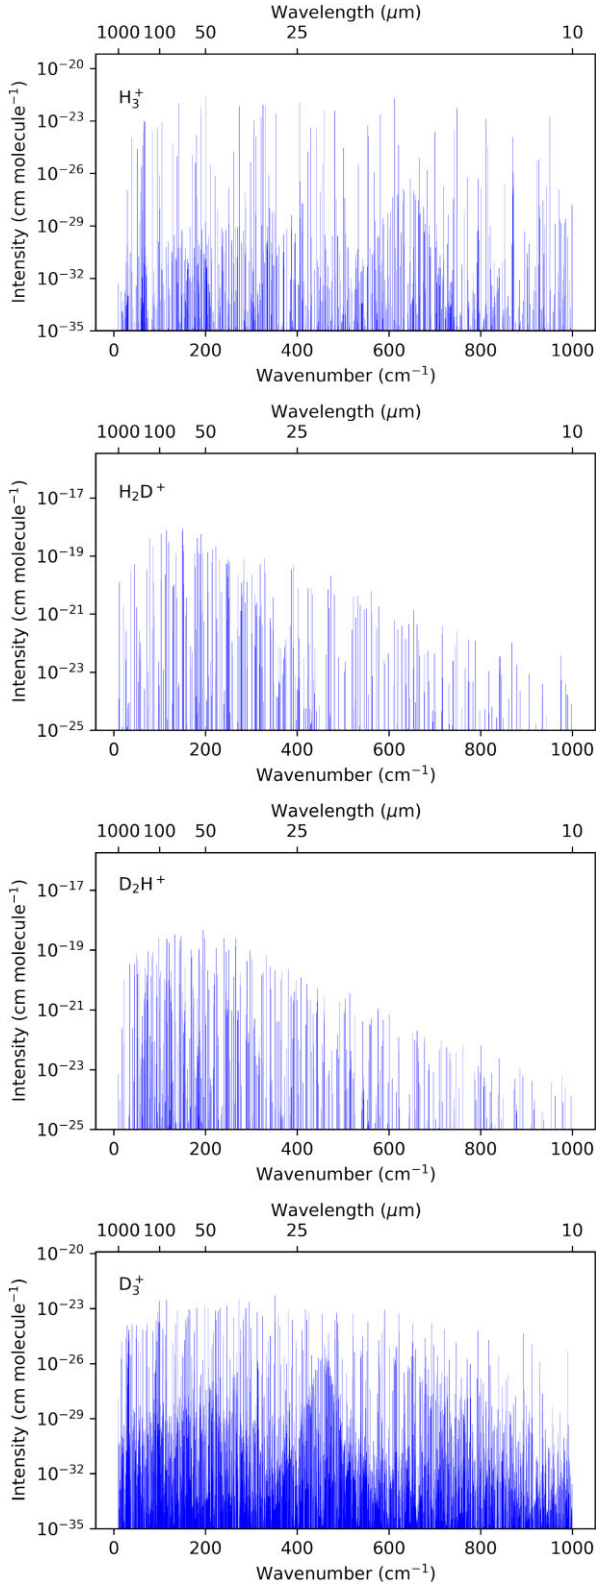 Wavelength (μm)
1000 100 50 25 10
10⁻²⁰
H₃⁺
10⁻²³
10⁻²⁶
10⁻²⁹
10⁻³²
10⁻³⁵
Intensity (cm molecule⁻¹)
0 200 400 600 800 1000
Wavenumber (cm⁻¹)
Wavelength (μm)
1000 100 50 25 10
10⁻¹⁷
H₂D⁺
10⁻¹⁹
10⁻²¹
10⁻²³
10⁻²⁵
Intensity (cm molecule⁻¹)
0 200 400 600 800 1000
Wavenumber (cm⁻¹)
Wavelength (μm)
1000 100 50 25 10
D₂H⁺
10⁻¹⁷
10⁻¹⁹
10⁻²¹
10⁻²³
10⁻²⁵
Intensity (cm molecule⁻¹)
0 200 400 600 800 1000
Wavenumber (cm⁻¹)
Wavelength (μm)
1000 100 50 25 10
10⁻²⁰
D₃⁺
10⁻²³
10⁻²⁶
10⁻²⁹
10⁻³²
10⁻³⁵
Intensity (cm molecule⁻¹)
0 200 400 600 800 1000
Wavenumber (cm⁻¹)